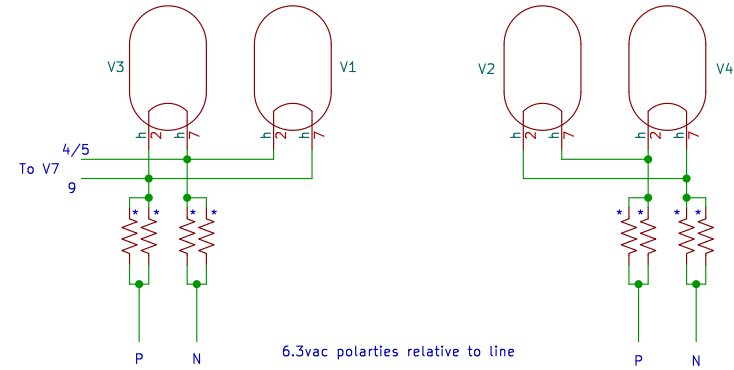 V3
V1
V2
V4
h 2 h 7
h 2 h 7
h 2 h 7
h 2 h 7
4/5
To V7
9
* * * *
* * * *
P N
6.3vac polarties relative to line
P N